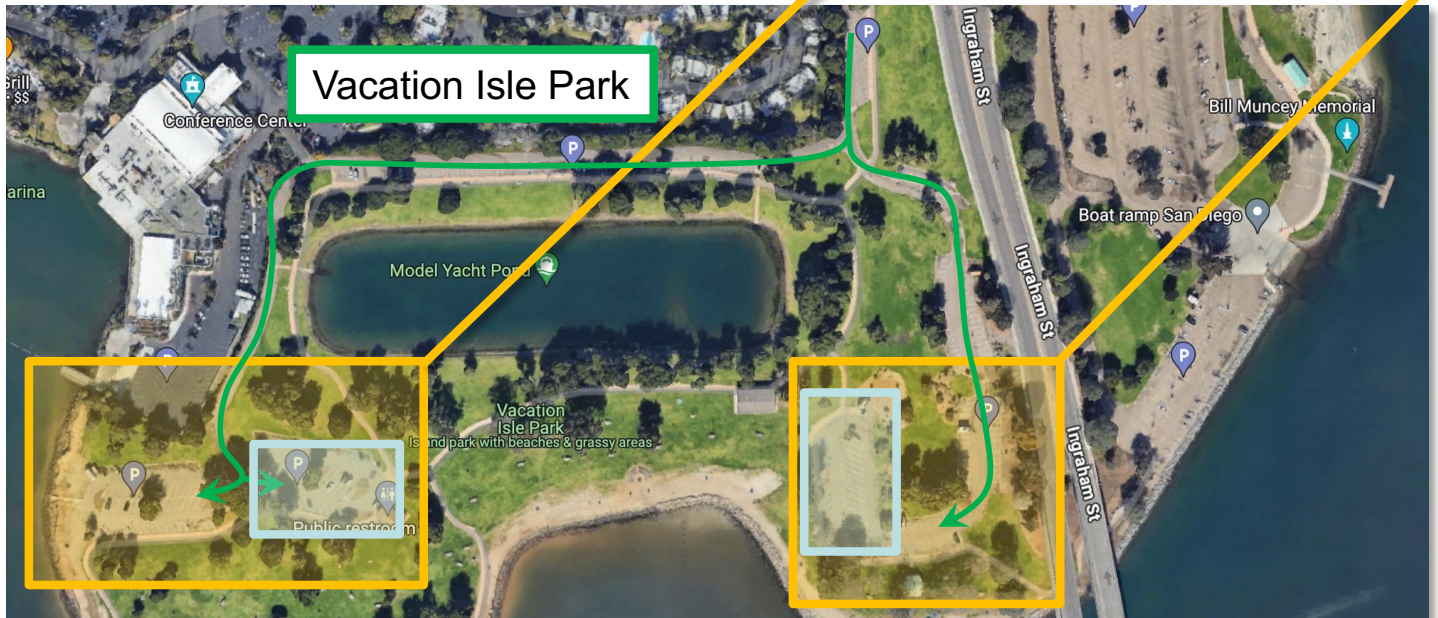 Vacation Isle Park
P
P
Ingraham St
Grill
· $$
Conference Center
P
Bill Muncey Memorial
arina
Boat ramp San Diego
Model Yacht Pond
Ingraham St
P
P
Vacation
Isle Park
Island park with beaches & grassy areas
P
Ingraham St
P
P
Public restroom